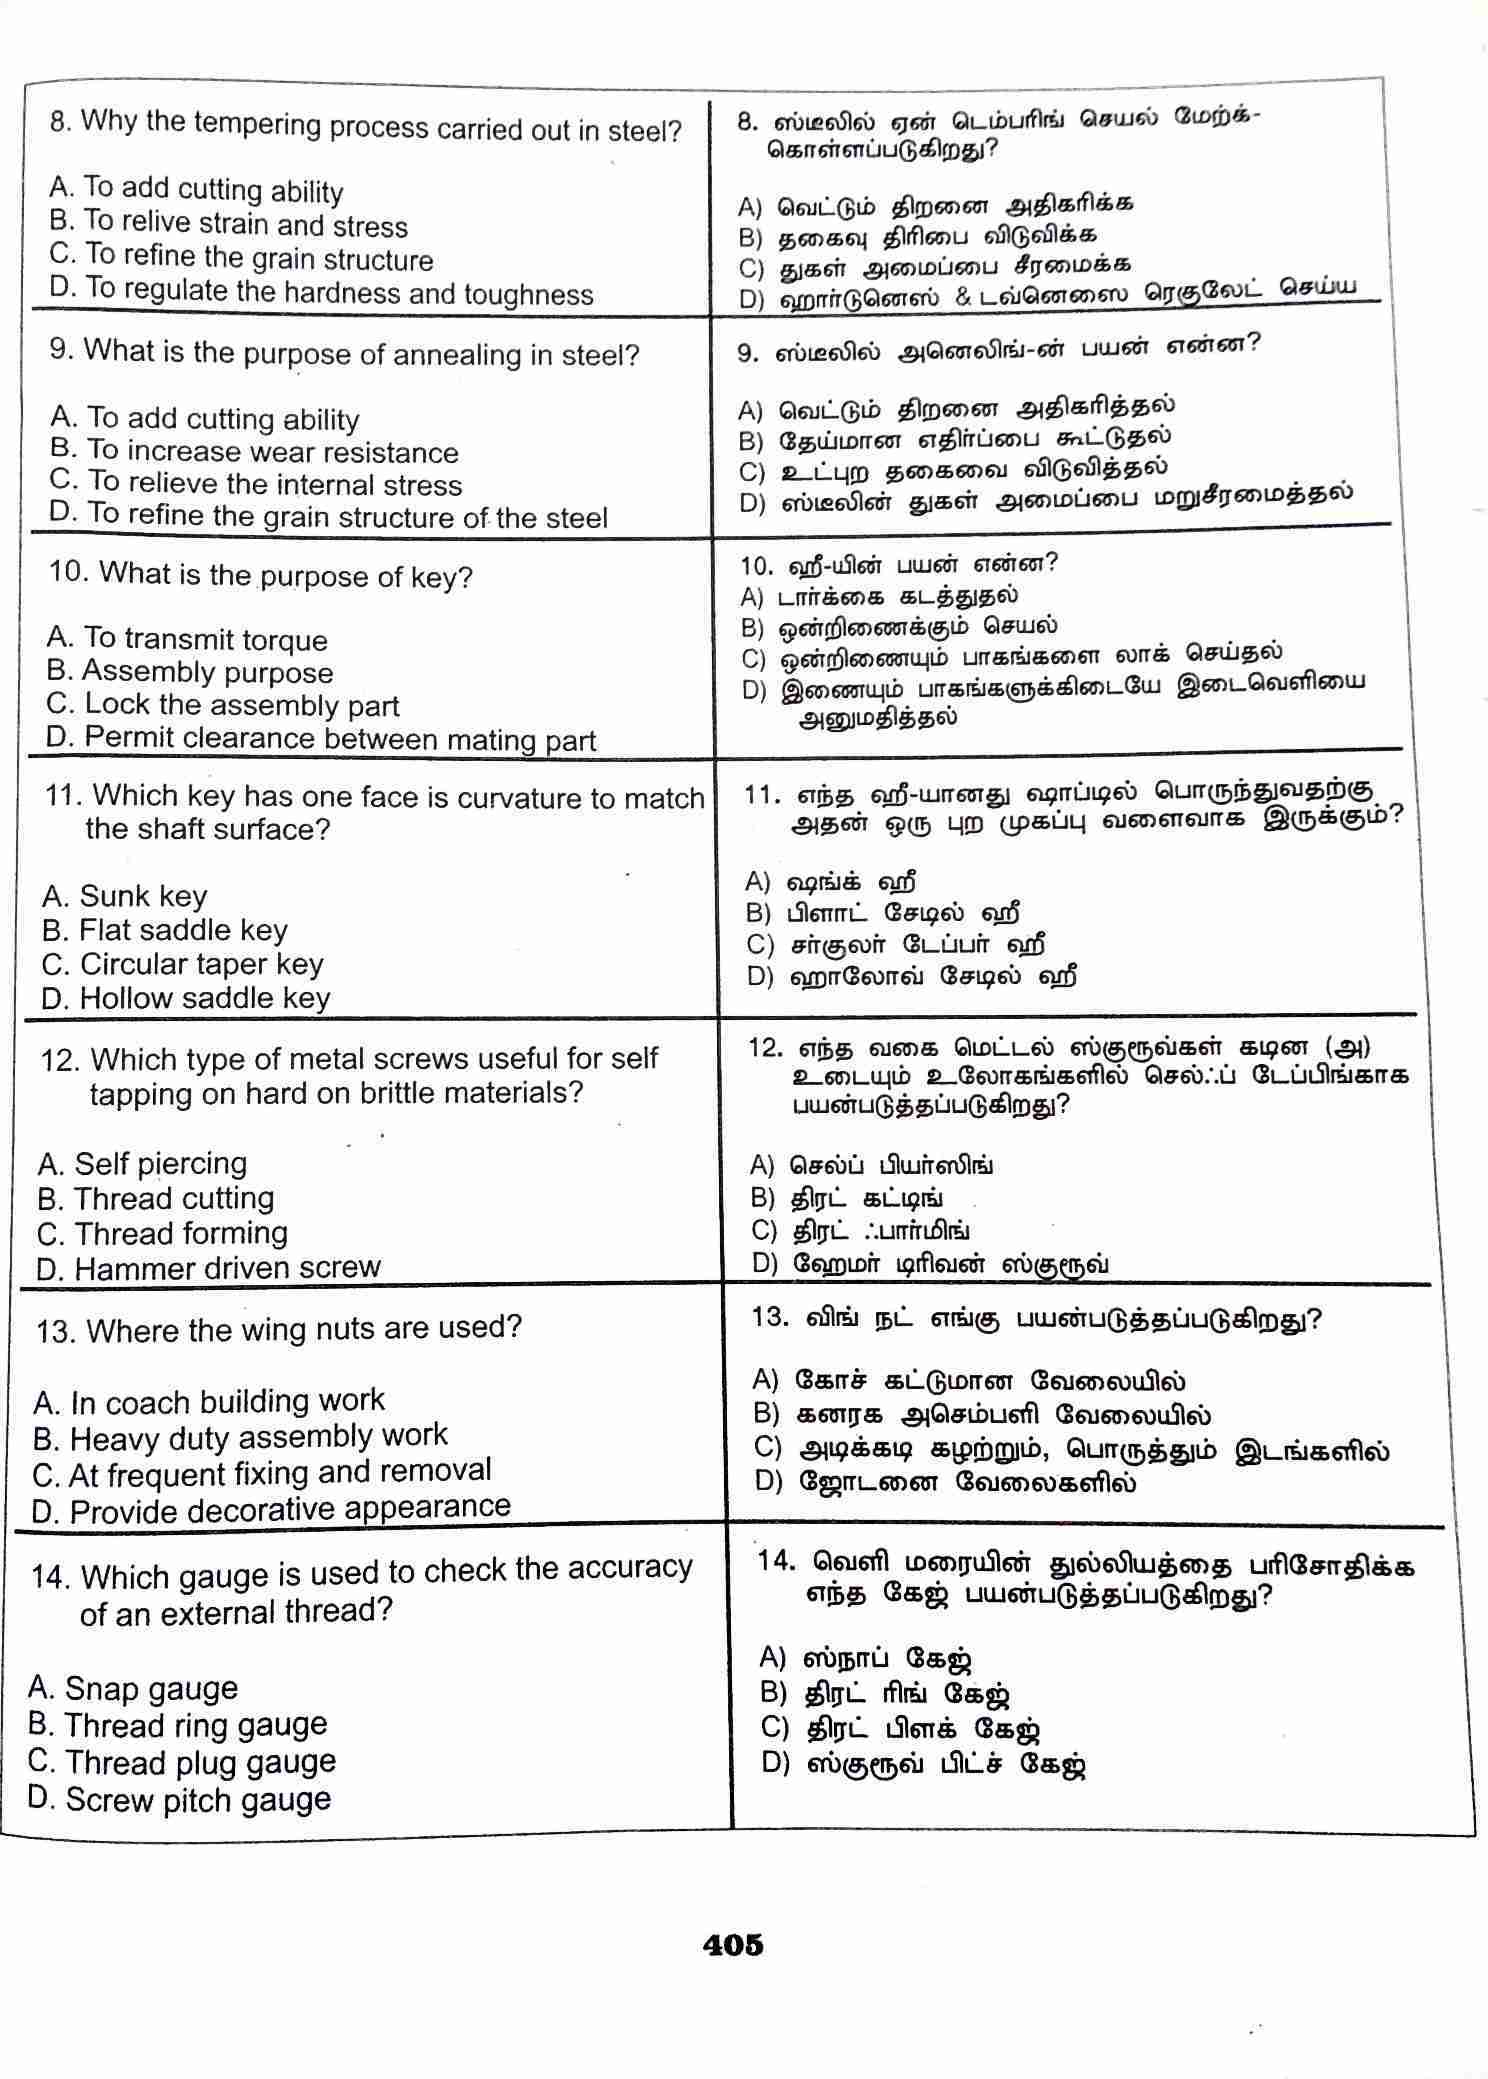 8. Why the tempering process carried out in steel?
A. To add cutting ability
B. To relive strain and stress
C. To refine the grain structure
D. To regulate the hardness and toughness
8. ஸ்டீலில் ஏன் டெம்பரிங் செயல் மேற்க்-
கொள்ளப்படுகிறது?
A) வெட்டும் திறனை அதிகரிக்க
B) தகைவு திரிபை விடுவிக்க
C) துகள் அமைப்பை சீரமைக்க
D) ஹார்டுனெஸ் & டவ்னெஸை ரெகுலேட் செய்ய
9. What is the purpose of annealing in steel?
A. To add cutting ability
B. To increase wear resistance
C. To relieve the internal stress
D. To refine the grain structure of the steel
9. ஸ்டீலில் அனெலிங்-ன் பயன் என்ன?
A) வெட்டும் திறனை அதிகரித்தல்
B) தேய்மான எதிர்ப்பை கூட்டுதல்
C) உட்புற தகைவை விடுவித்தல்
D) ஸ்டீலின் துகள் அமைப்பை மறுசீரமைத்தல்
10. What is the purpose of key?
A. To transmit torque
B. Assembly purpose
C. Lock the assembly part
D. Permit clearance between mating part
10. ஹீ-யின் பயன் என்ன?
A) டார்க்கை கடத்துதல்
B) ஒன்றிணைக்கும் செயல்
C) ஒன்றிணையும் பாகங்களை லாக் செய்தல்
D) இணையும் பாகங்களுக்கிடையே இடைவெளியை
அனுமதித்தல்
11. Which key has one face is curvature to match
the shaft surface?
A. Sunk key
B. Flat saddle key
C. Circular taper key
D. Hollow saddle key
11. எந்த ஹீ-யானது ஷாப்டில் பொருந்துவதற்கு
அதன் ஒரு புற முகப்பு வளைவாக இருக்கும்?
A) ஷங்க் ஹீ
B) பிளாட் சேடில் ஹீ
C) சர்குலர் டேப்பர் ஹீ
D) ஹாலோவ் சேடில் ஹீ
12. Which type of metal screws useful for self
tapping on hard on brittle materials?
A. Self piercing
B. Thread cutting
C. Thread forming
D. Hammer driven screw
12. எந்த வகை மெட்டல் ஸ்குரூவ்கள் கடின (அ)
உடையும் உலோகங்களில் செல்ஃப் டேப்பிங்காக
பயன்படுத்தப்படுகிறது?
A) செல்ப் பியர்ஸிங்
B) திரட் கட்டிங்
C) திரட் ஃபார்மிங்
D) ஹேமர் டிரிவன் ஸ்குரூவ்
13. Where the wing nuts are used?
A. In coach building work
B. Heavy duty assembly work
C. At frequent fixing and removal
D. Provide decorative appearance
13. விங் நட் எங்கு பயன்படுத்தப்படுகிறது?
A) கோச் கட்டுமான வேலையில்
B) கனரக அசெம்பளி வேலையில்
C) அடிக்கடி கழற்றும், பொருத்தும் இடங்களில்
D) ஜோடனை வேலைகளில்
14. Which gauge is used to check the accuracy
of an external thread?
A. Snap gauge
B. Thread ring gauge
C. Thread plug gauge
D. Screw pitch gauge
14. வெளி மரையின் துல்லியத்தை பரிசோதிக்க
எந்த கேஜ் பயன்படுத்தப்படுகிறது?
A) ஸ்நாப் கேஜ்
B) திரட் ரிங் கேஜ்
C) திரட் பிளக் கேஜ்
D) ஸ்குரூவ் பிட்ச் கேஜ்
405